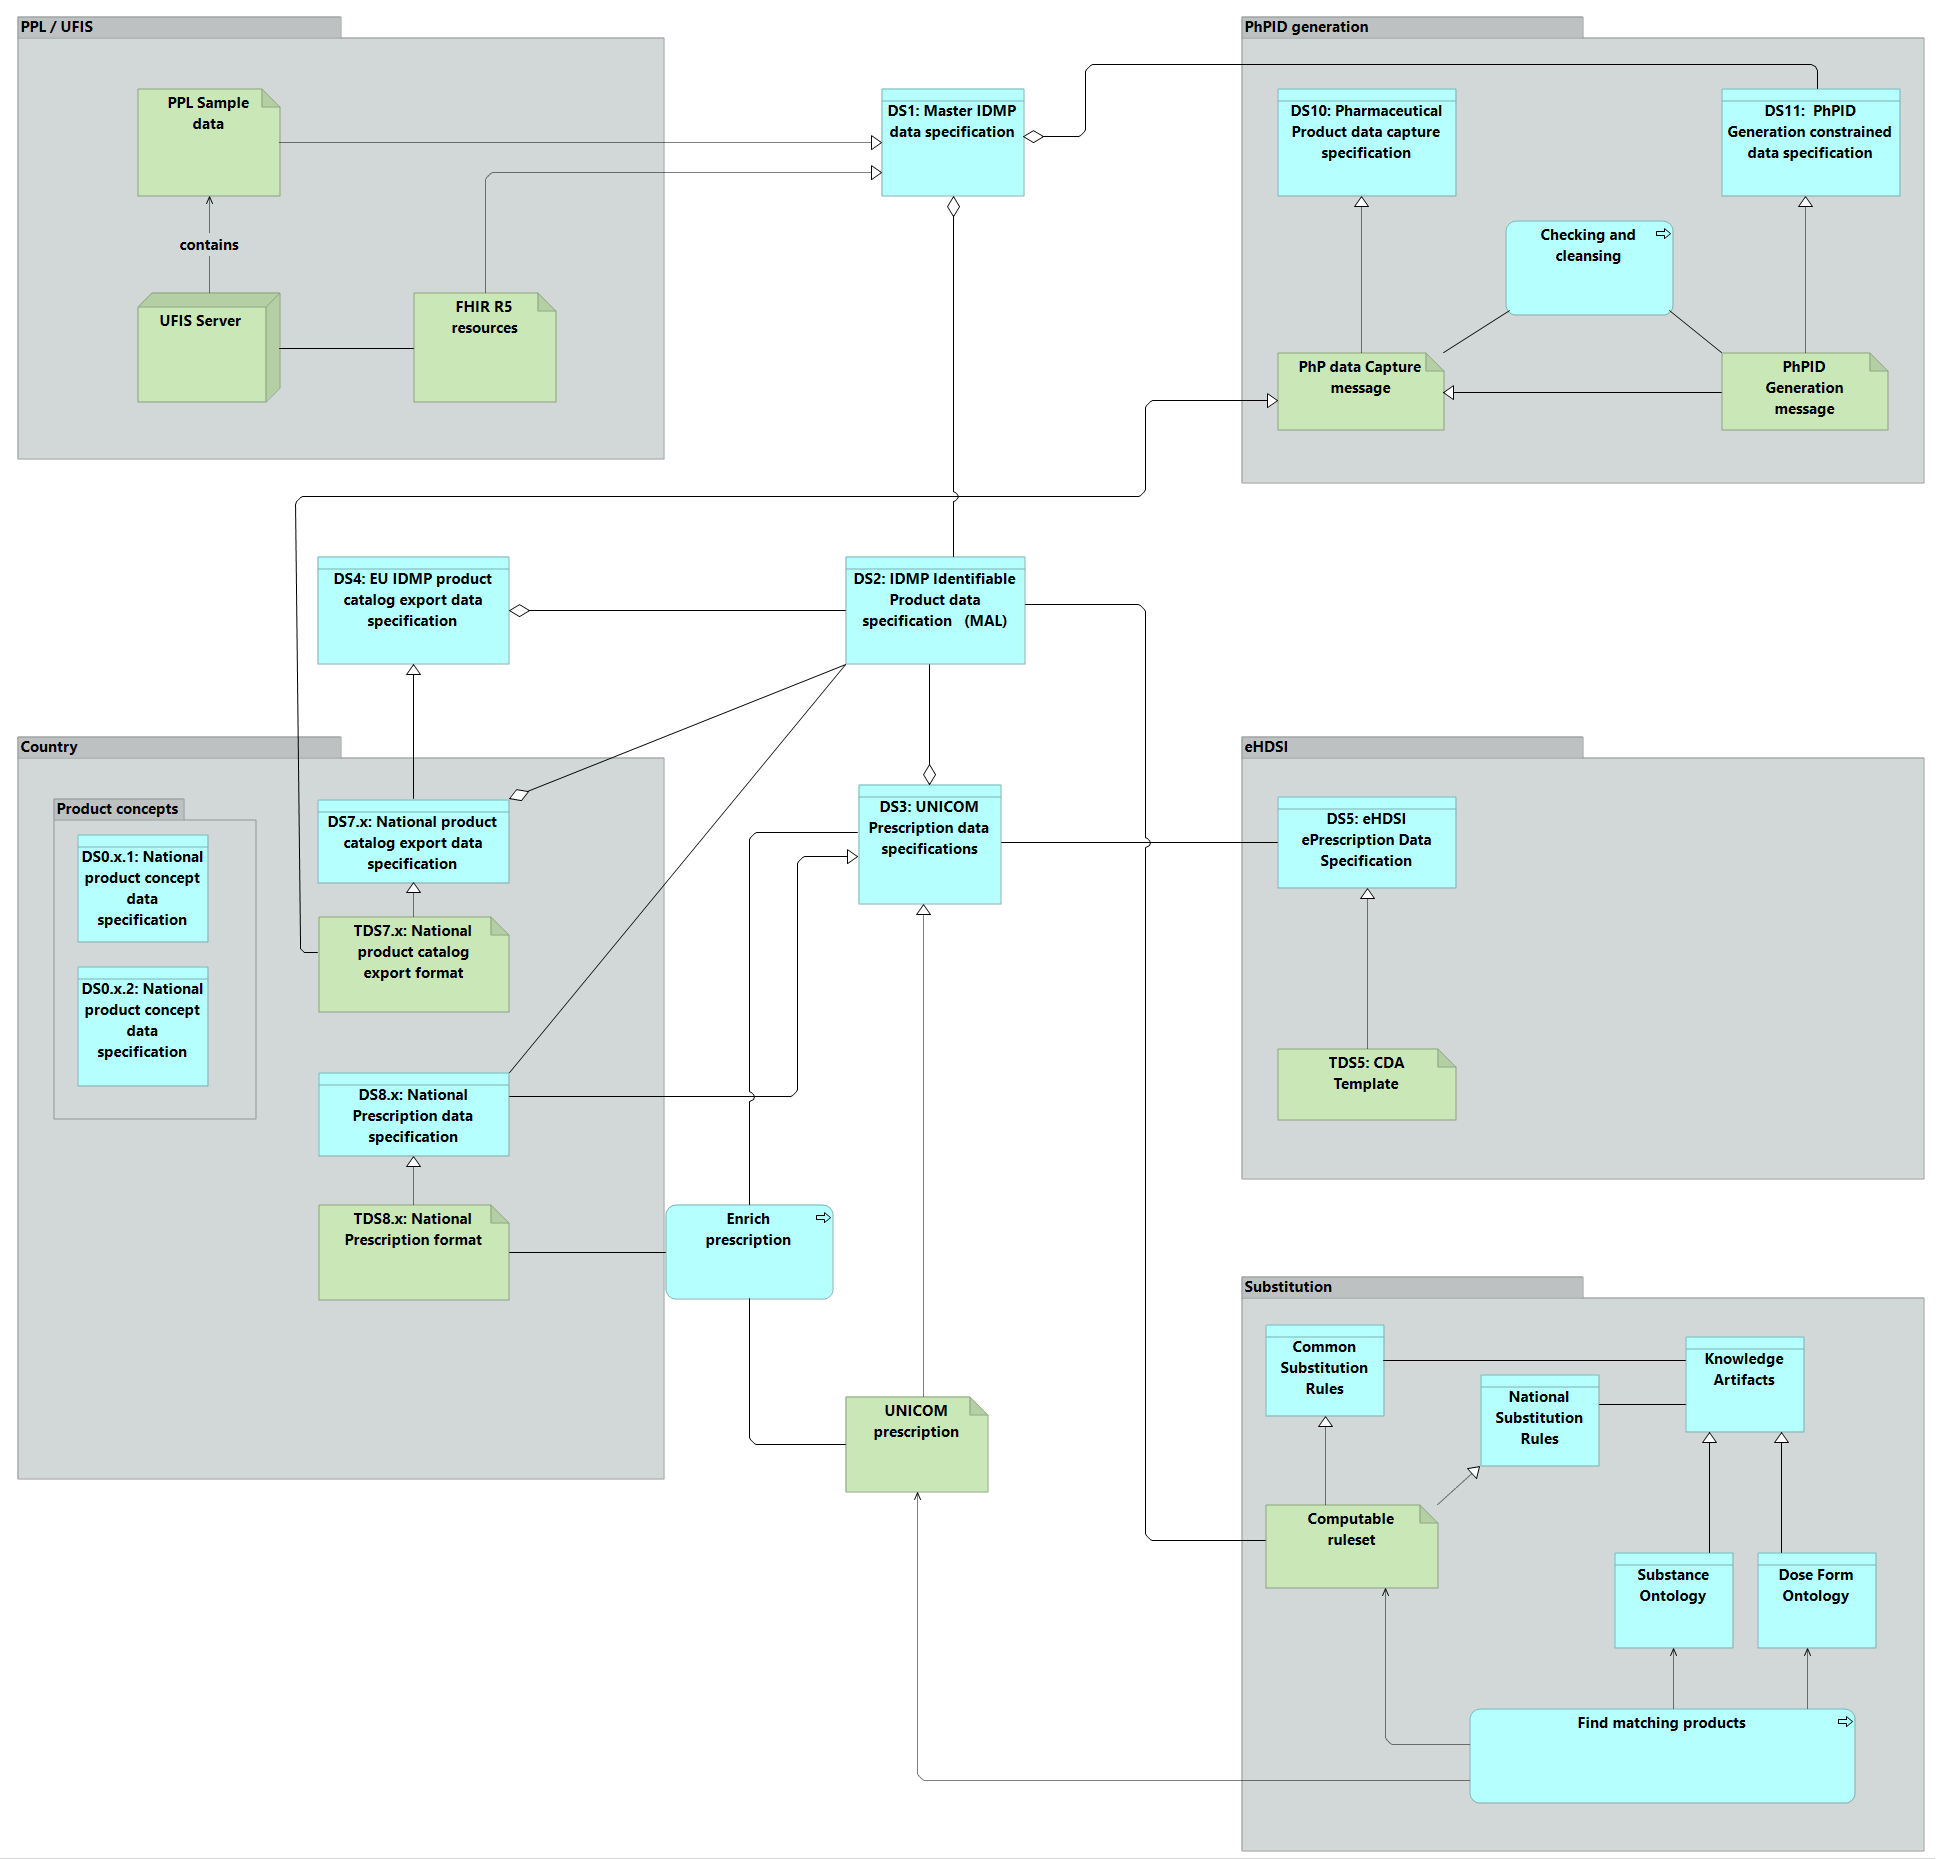 PPL / UFIS
PPL Sample
data
contains
UFIS Server
FHIR R5
resources
DS1: Master IDMP
data specification
PhPID generation
DS10: Pharmaceutical
Product data capture
specification
DS11:  PhPID
Generation constrained
data specification
Checking and
cleansing
PhP data Capture
message
PhPID
Generation
message
DS4: EU IDMP product
catalog export data
specification
DS2: IDMP Identifiable
Product data
specification   (MAL)
Country
Product concepts
DS0.x.1: National
product concept
data
specification
DS0.x.2: National
product concept
data
specification
DS7.x: National product
catalog export data
specification
TDS7.x: National
product catalog
export format
DS8.x: National
Prescription data
specification
TDS8.x: National
Prescription format
DS3: UNICOM
Prescription data
specifications
Enrich
prescription
UNICOM
prescription
eHDSI
DS5: eHDSI
ePrescription Data
Specification
TDS5: CDA
Template
Substitution
Common
Substitution
Rules
National
Substitution
Rules
Knowledge
Artifacts
Computable
ruleset
Substance
Ontology
Dose Form
Ontology
Find matching products